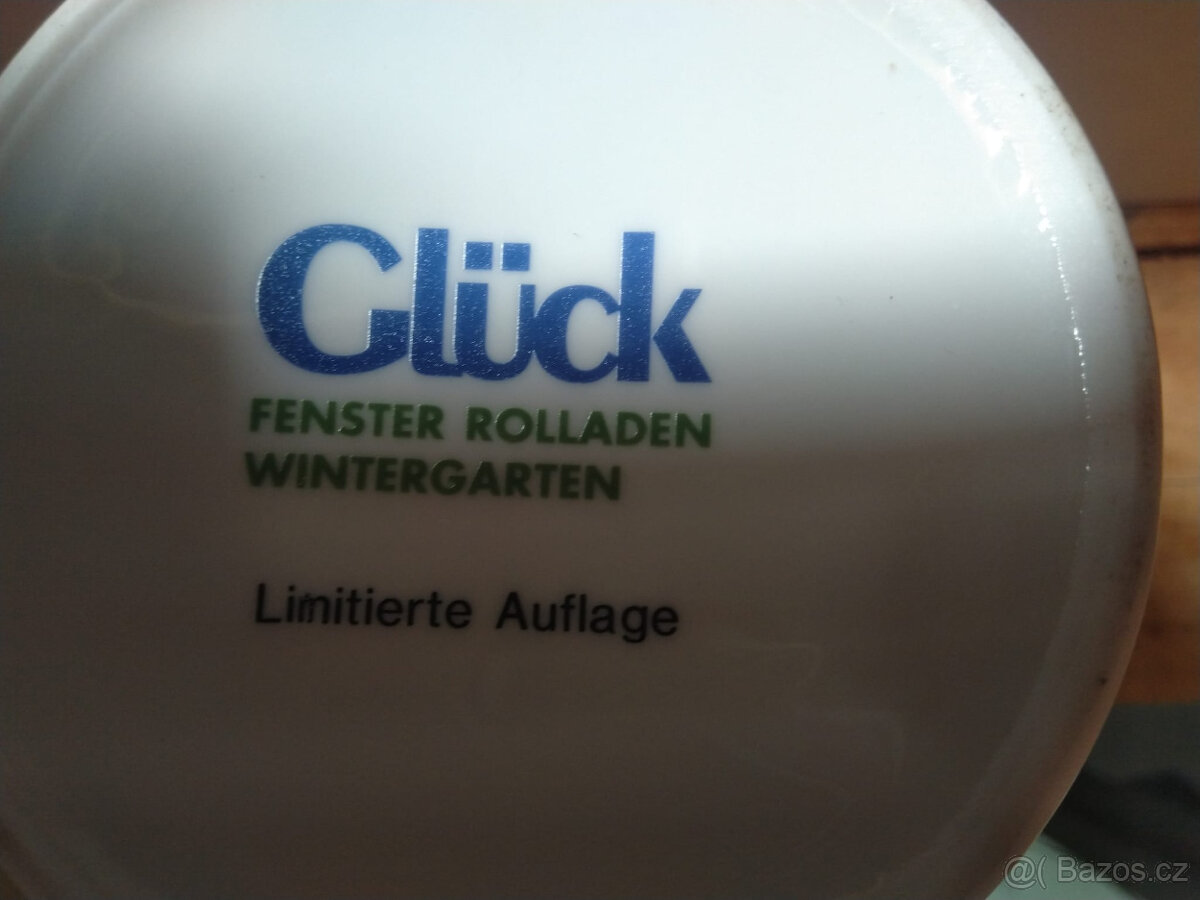 Glück
FENSTER ROLLADEN
WINTERGARTEN
Limitierte Auflage
@( Bazos.cz